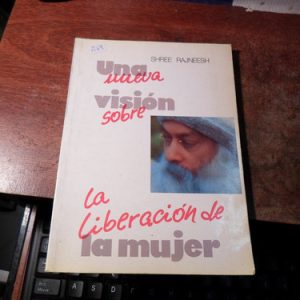 SHREE RAJNEESH
Una
nueva
visión
sobre
la
liberación de
la mujer
A S D